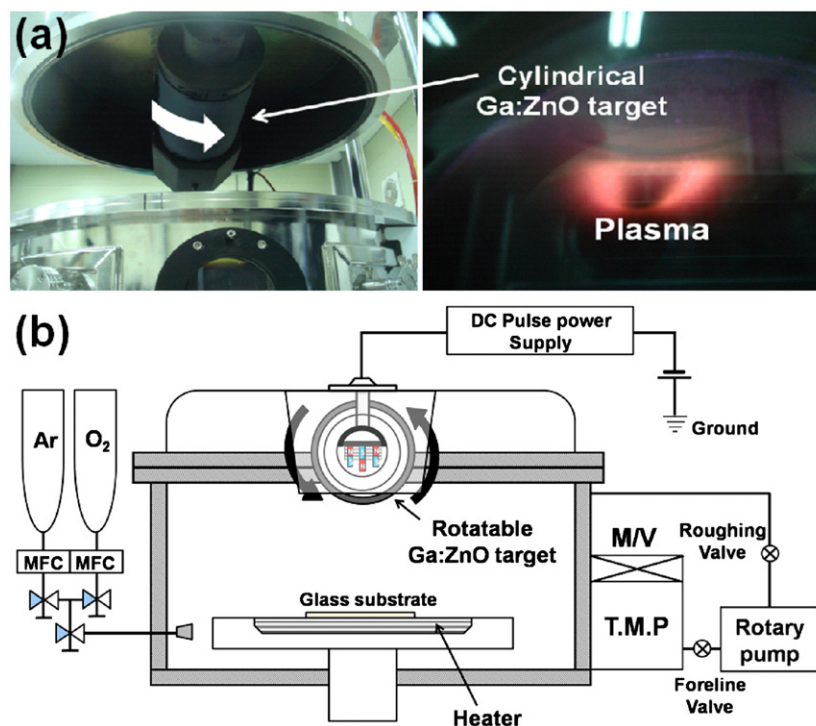 (a)
Cylindrical
Ga:ZnO target
Plasma
(b)
DC Pulse power
Supply
Ground
Ar
O2
MFC MFC
Rotatable
Ga:ZnO target
Glass substrate
Heater
M/V
T.M.P
Roughing
Valve
Rotary
pump
Foreline
Valve